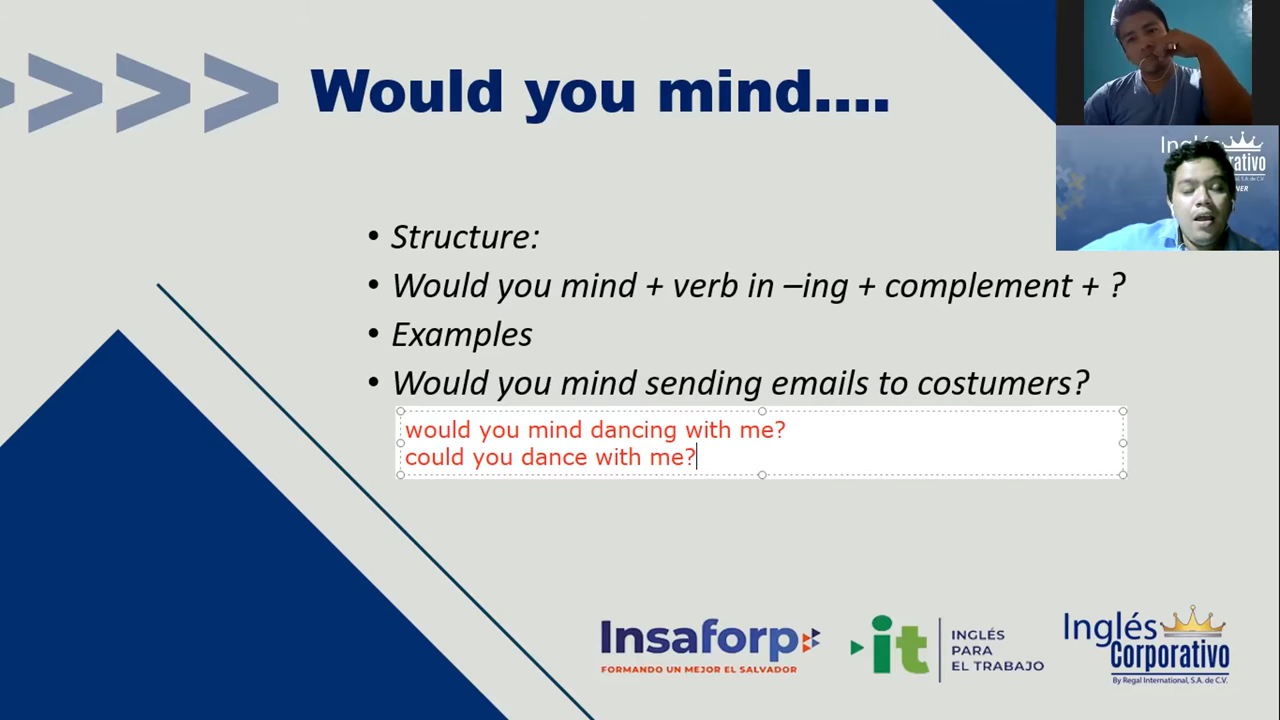 Would you mind....
• Structure:
• Would you mind + verb in –ing + complement + ?
• Examples
• Would you mind sending emails to costumers?
would you mind dancing with me?
could you dance with me?
Insaforp
FORMANDO UN MEJOR EL SALVADOR
it
INGLÉS
PARA
EL TRABAJO
Inglés
Corporativo
By Regal International, S.A. de C.V.